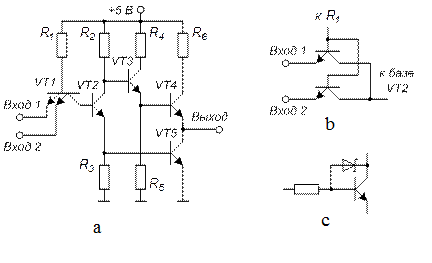 +5 В
R1 R2 R4 R6
VT3
VT1 VT2 VT4
Вход 1
Вход 2
Выход
VT5
R3 R5
а
к R1
Вход 1
Вход 2
к базе
VT2
b
c